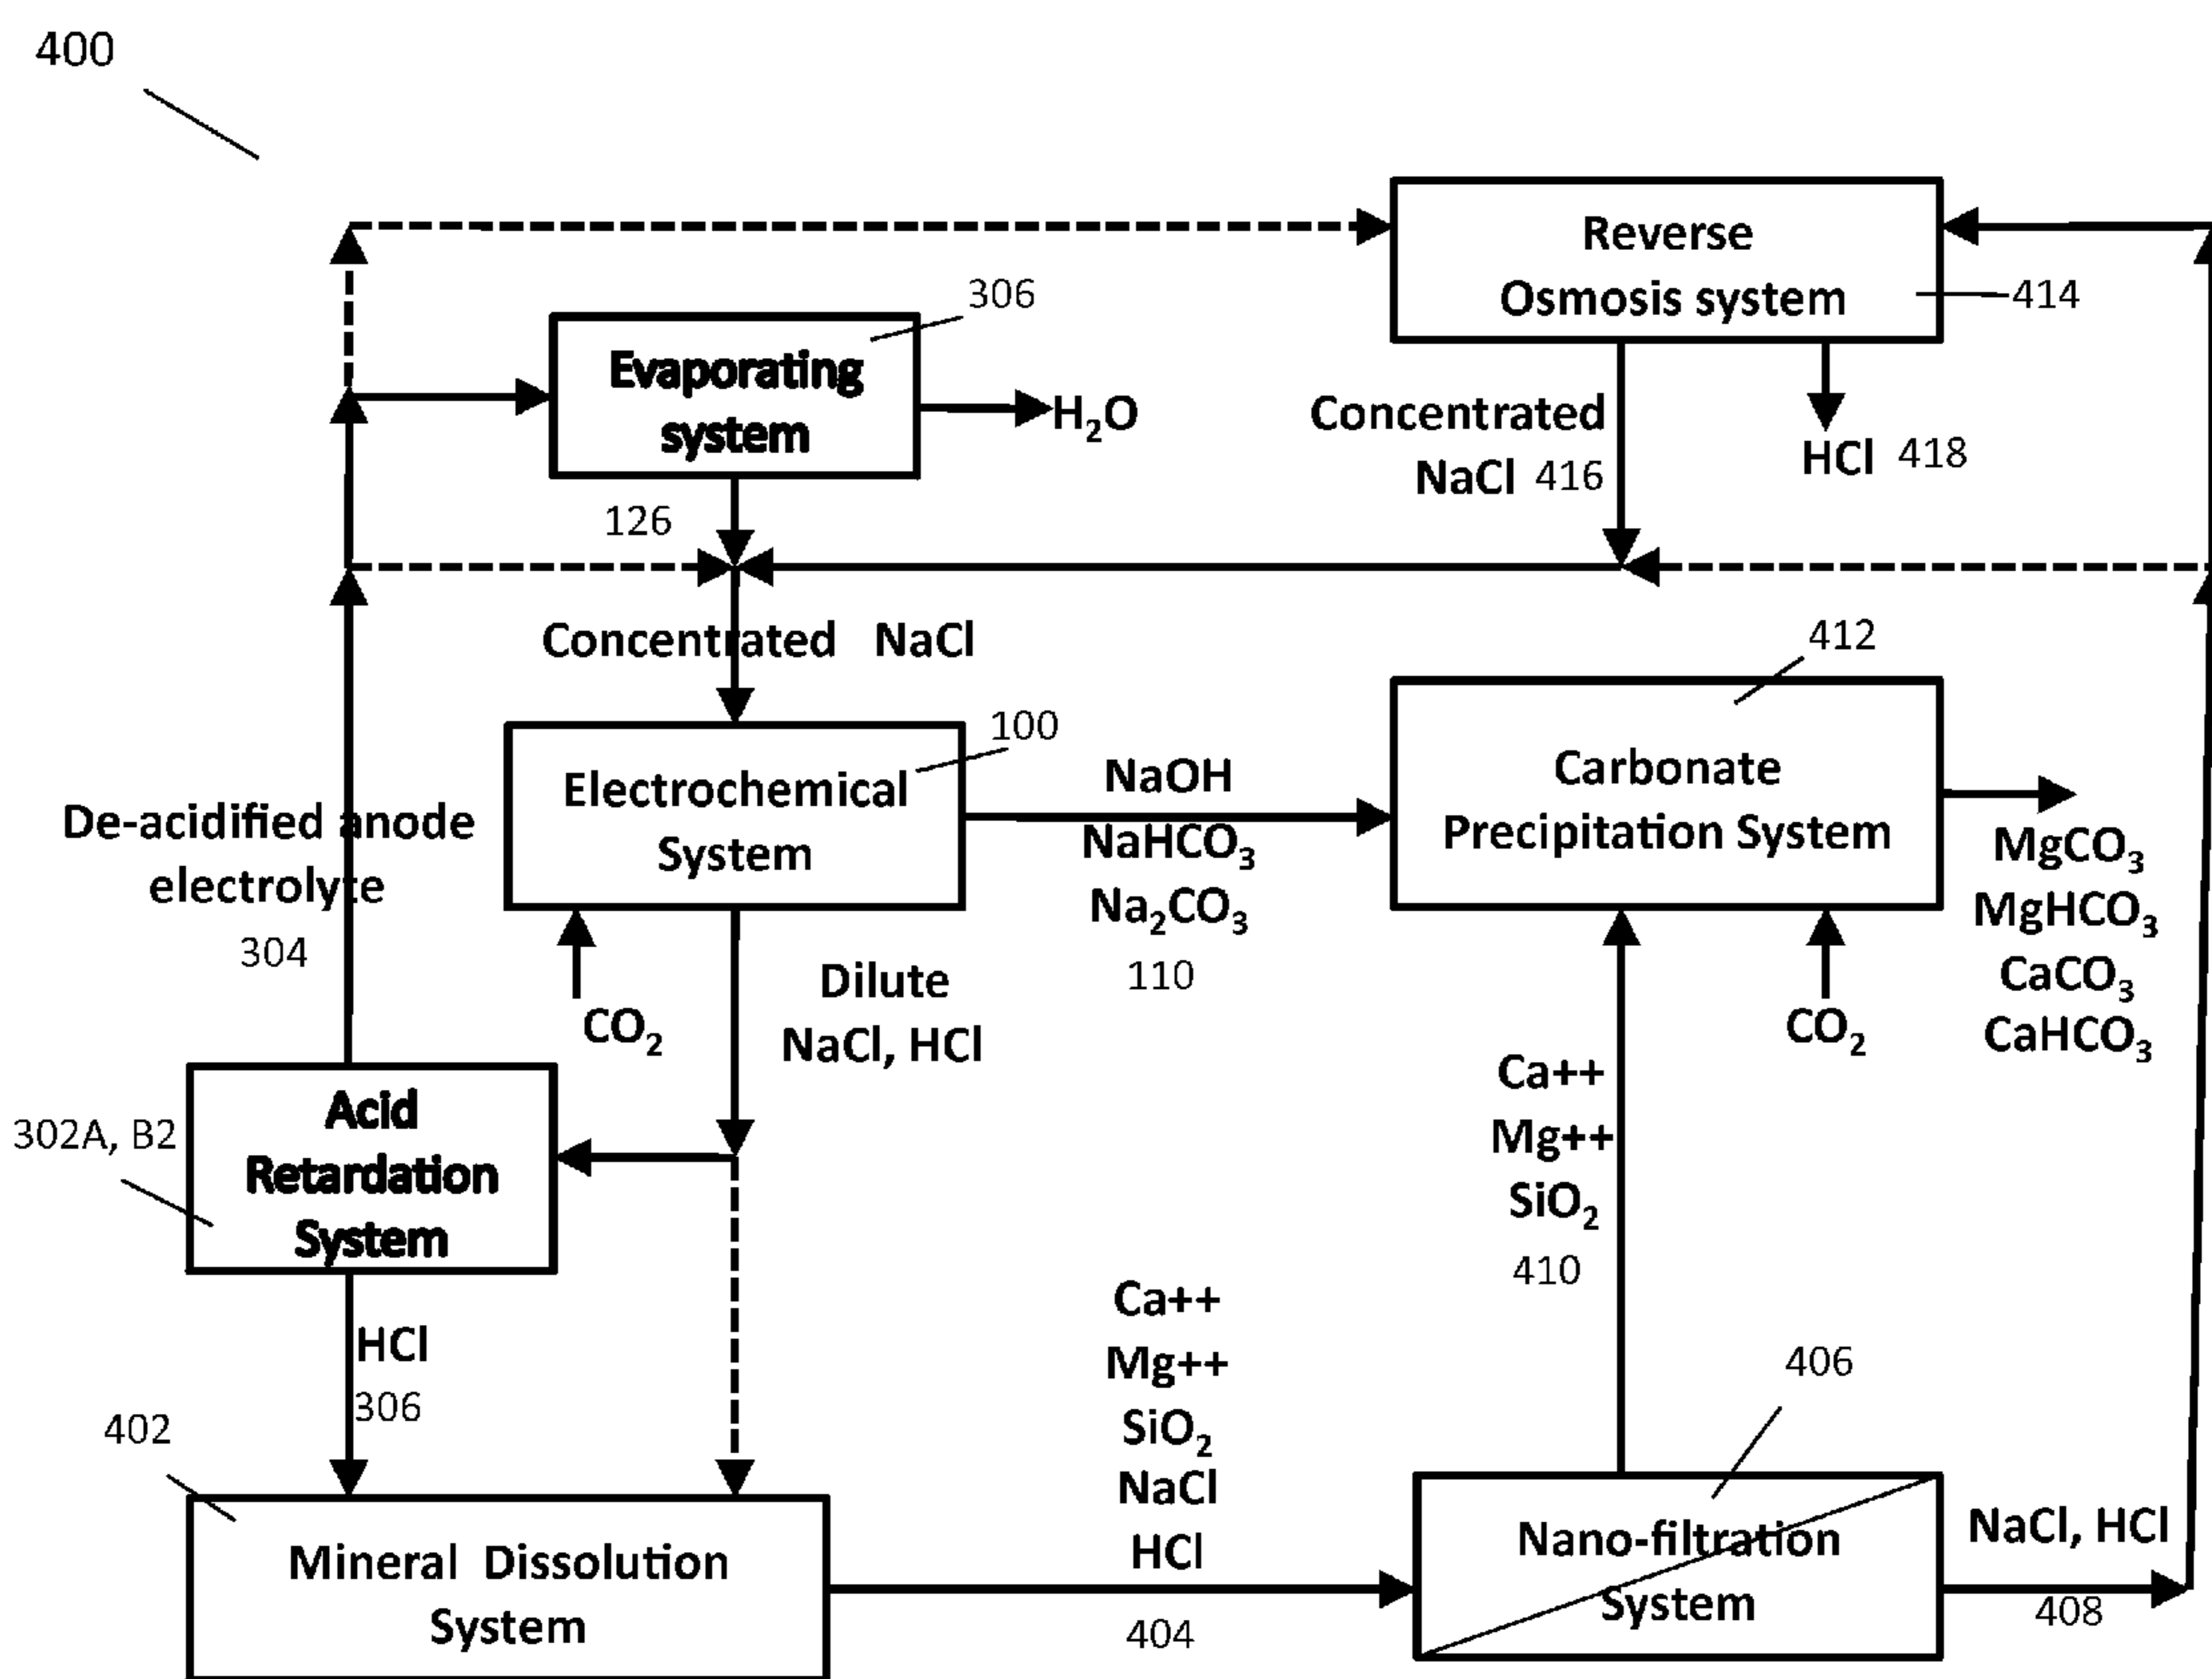 400
Reverse
Osmosis system
414
306
Evaporating
system
H₂O
Concentrated
NaCl 416
HCl 418
126
Concentrated NaCl
412
100
Electrochemical
System
NaOH
NaHCO₃
Na₂CO₃
110
Carbonate
Precipitation System
MgCO₃
MgHCO₃
CaCO₃
CaHCO₃
De-acidified anode
electrolyte
304
CO₂
Dilute
NaCl, HCl
CO₂
Ca++
Mg++
SiO₂
410
302A, B2
Acid
Retardation
System
HCl
306
402
Mineral Dissolution
System
Ca++
Mg++
SiO₂
NaCl
HCl
404
406
Nano-filtration
System
NaCl, HCl
408